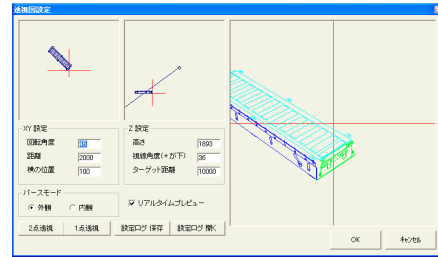 透視図設定
XY 設定
回転角度 45
距離 2000
横の位置 100
Z 設定
高さ 1893
視線角度(+が下) 36
ターゲット距離 10000
パースモード
外観 内観
リアルタイムプレビュー
2点透視 1点透視 設定ログ 保存 設定ログ 開く
OK キャンセル